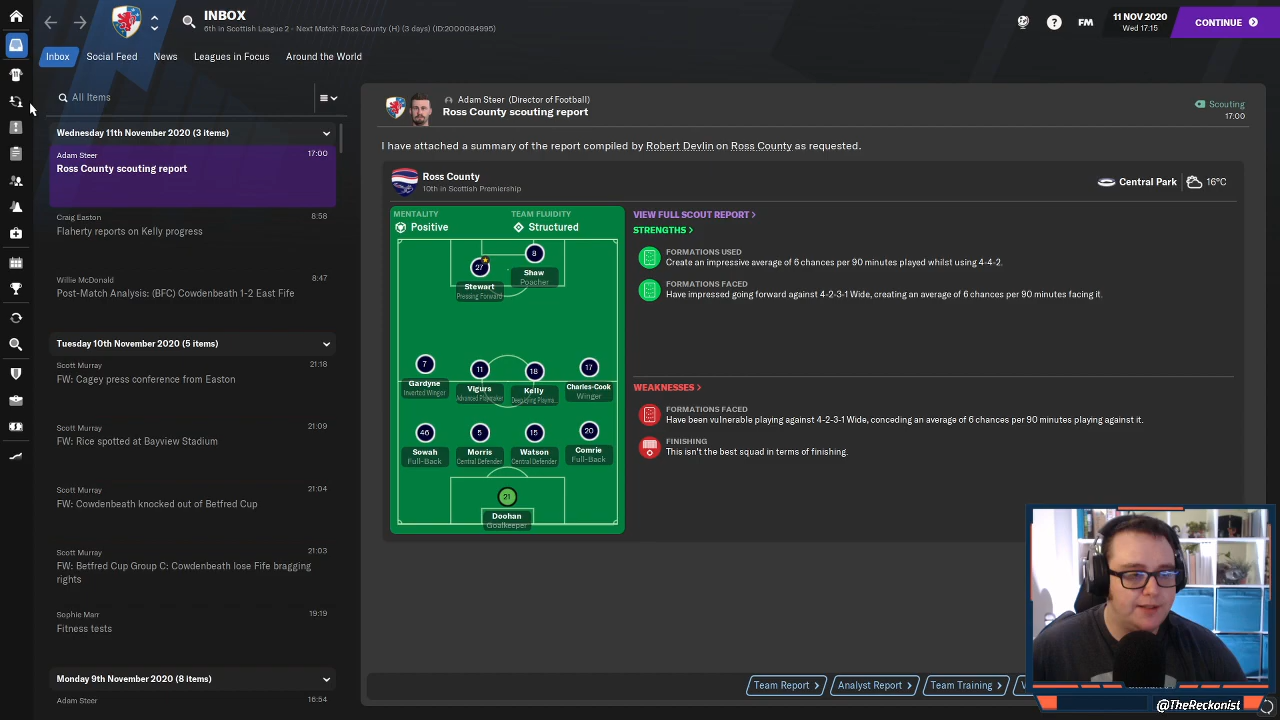 INBOX
6th in Scottish League 2 - Next Match: Ross County (H) (3 days) (ID:2000084995)
FM
11 NOV 2020
Wed 17:15
CONTINUE
Inbox
Social Feed
News
Leagues in Focus
Around the World
All Items
Wednesday 11th November 2020 (3 items)
Adam Steer
17:00
Ross County scouting report
Craig Easton
8:58
Flaherty reports on Kelly progress
Willie McDonald
8:47
Post-Match Analysis: (BFC) Cowdenbeath 1-2 East Fife
Tuesday 10th November 2020 (5 items)
Scott Murray
21:18
FW: Cagey press conference from Easton
Scott Murray
21:09
FW: Rice spotted at Bayview Stadium
Scott Murray
21:04
FW: Cowdenbeath knocked out of Betfred Cup
Scott Murray
21:03
FW: Betfred Cup Group C: Cowdenbeath lose Fife bragging
rights
Sophie Marr
19:19
Fitness tests
Monday 9th November 2020 (8 items)
Adam Steer
16:54
Adam Steer (Director of Football)
Ross County scouting report
Scouting
17:00
I have attached a summary of the report compiled by Robert Devlin on Ross County as requested.
Ross County
10th in Scottish Premiership
Central Park
16°C
MENTALITY
Positive
TEAM FLUIDITY
Structured
8
27
Shaw
Poacher
Stewart
Pressing Forward
7
11
18
17
Gardyne
Inverted Winger
Vigurs
Advanced Playmaker
Kelly
Charles-Cook
Winger
46
5
15
20
Sowah
Full-Back
Morris
Central Defender
Watson
Central Defender
Comrie
Full-Back
21
Doohan
Goalkeeper
VIEW FULL SCOUT REPORT >
STRENGTHS >
FORMATIONS USED
Create an impressive average of 6 chances per 90 minutes played whilst using 4-4-2.
FORMATIONS FACED
Have impressed going forward against 4-2-3-1 Wide, creating an average of 6 chances per 90 minutes facing it.
WEAKNESSES >
FORMATIONS FACED
Have been vulnerable playing against 4-2-3-1 Wide, conceding an average of 6 chances per 90 minutes playing against it.
FINISHING
This isn't the best squad in terms of finishing.
Team Report >
Analyst Report >
Team Training >
@TheReckonist